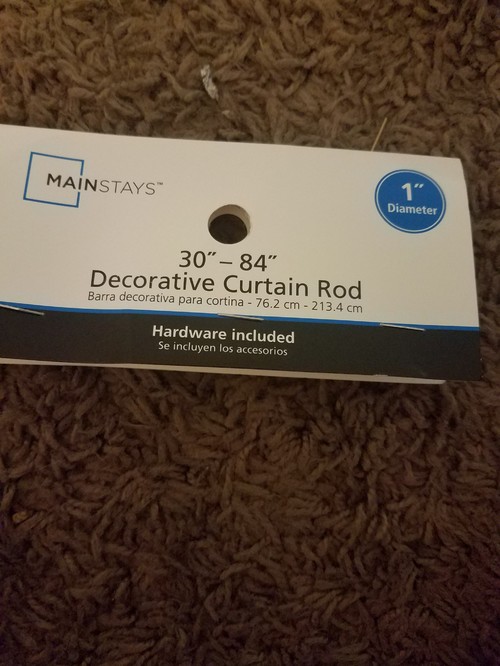 MAINSTAYS™
1"
Diameter
30" – 84"
Decorative Curtain Rod
Barra decorativa para cortina - 76.2 cm - 213.4 cm
Hardware included
Se incluyen los accesorios